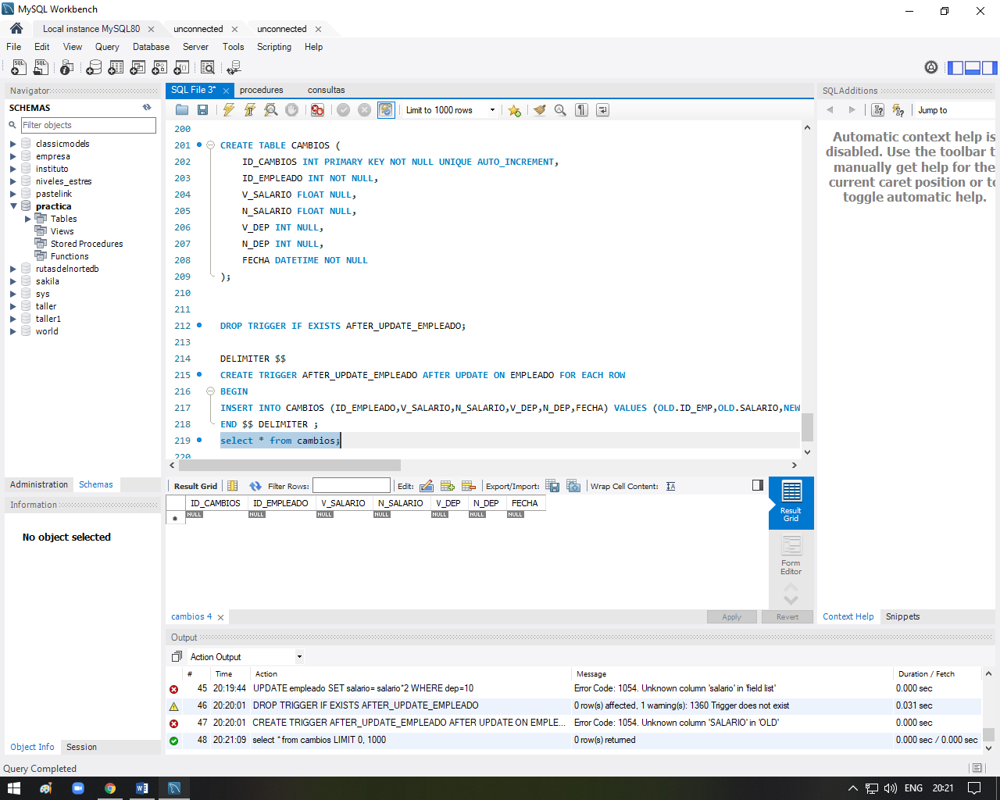 MySQL Workbench
Local instance MySQL80
unconnected
unconnected
File Edit View Query Database Server Tools Scripting Help
Navigator
SCHEMAS
Filter objects
classicmodels
empresa
instituto
niveles_estres
pastelink
practica
Tables
Views
Stored Procedures
Functions
rutasdelnortedb
sakila
sys
taller
taller1
world
Administration Schemas
Information
No object selected
Object Info Session
SQL File 3* procedures consultas
Limit to 1000 rows
200
201 CREATE TABLE CAMBIOS (
202 ID_CAMBIOS INT PRIMARY KEY NOT NULL UNIQUE AUTO_INCREMENT,
203 ID_EMPLEADO INT NOT NULL,
204 V_SALARIO FLOAT NULL,
205 N_SALARIO FLOAT NULL,
206 V_DEP INT NULL,
207 N_DEP INT NULL,
208 FECHA DATETIME NOT NULL
209 );
210
211
212 DROP TRIGGER IF EXISTS AFTER_UPDATE_EMPLEADO;
213
214 DELIMITER $$
215 CREATE TRIGGER AFTER_UPDATE_EMPLEADO AFTER UPDATE ON EMPLEADO FOR EACH ROW
216 BEGIN
217 INSERT INTO CAMBIOS (ID_EMPLEADO,V_SALARIO,N_SALARIO,V_DEP,N_DEP,FECHA) VALUES (OLD.ID_EMP,OLD.SALARIO,NEW
218 END $$ DELIMITER ;
219 select * from cambios;
220
Result Grid Filter Rows: Edit: Export/Import: Wrap Cell Content:
ID_CAMBIOS ID_EMPLEADO V_SALARIO N_SALARIO V_DEP N_DEP FECHA
NULL NULL NULL NULL NULL NULL NULL
Result Grid
Form Editor
cambios 4
Apply Revert
SQLAdditions
Jump to
Automatic context help is
disabled. Use the toolbar t
manually get help for the
current caret position or to
toggle automatic help.
Context Help Snippets
Output
Action Output
# Time Action Message Duration / Fetch
45 20:19:44 UPDATE empleado SET salario= salario*2 WHERE dep=10 Error Code: 1054. Unknown column 'salario' in 'field list' 0.000 sec
46 20:20:01 DROP TRIGGER IF EXISTS AFTER_UPDATE_EMPLEADO 0 row(s) affected, 1 warning(s): 1360 Trigger does not exist 0.031 sec
47 20:20:01 CREATE TRIGGER AFTER_UPDATE_EMPLEADO AFTER UPDATE ON EMPLE... Error Code: 1054. Unknown column 'SALARIO' in 'OLD' 0.000 sec
48 20:21:09 select * from cambios LIMIT 0, 1000 0 row(s) returned 0.000 sec / 0.000 sec
Query Completed
ENG 20:21